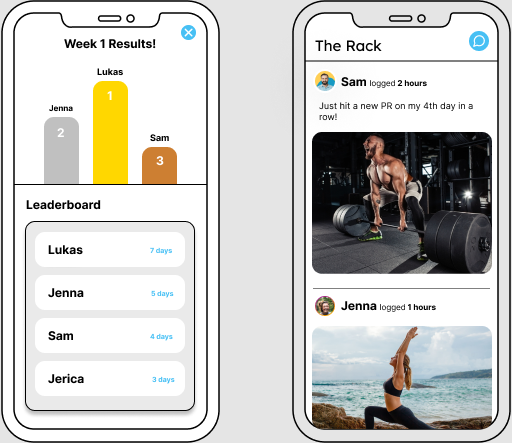 Week 1 Results!
Lukas
1
Jenna
2
Sam
3
Leaderboard
Lukas 7 days
Jenna 5 days
Sam 4 days
Jerica 3 days
The Rack
Sam logged 2 hours
Just hit a new PR on my 4th day in a
row!
Jenna logged 1 hours